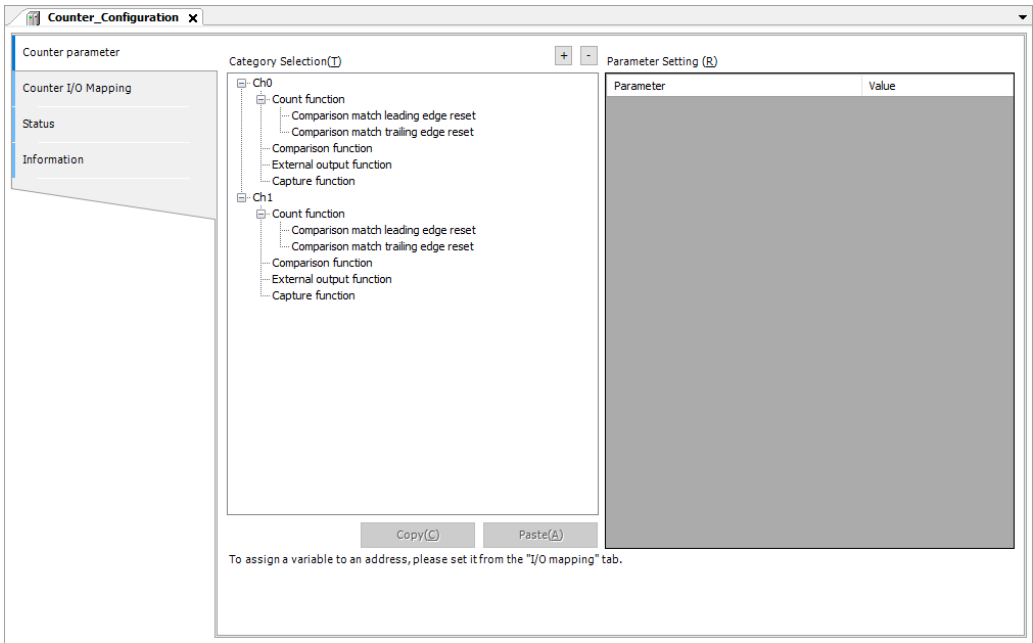 Counter_Configuration X
Counter parameter
Counter I/O Mapping
Status
Information
Category Selection(T)
+ -
Ch0
Count function
Comparison match leading edge reset
Comparison match trailing edge reset
Comparison function
External output function
Capture function
Ch1
Count function
Comparison match leading edge reset
Comparison match trailing edge reset
Comparison function
External output function
Capture function
Copy(C) Paste(A)
Parameter Setting (R)
Parameter Value
To assign a variable to an address, please set it from the "I/O mapping" tab.